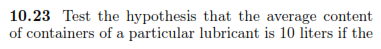 10.23 Test the hypothesis that the average content
of containers of a particular lubricant is 10 liters if the